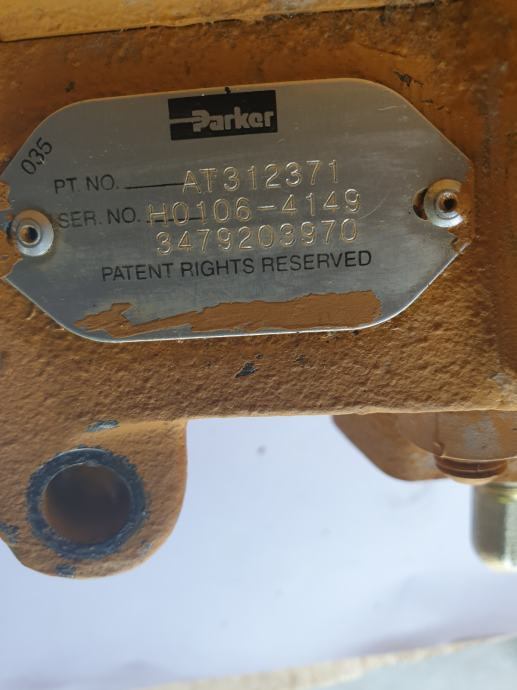 Parker
035
PT. NO. AT312371
SER. NO. H0106-4149
3479203970
PATENT RIGHTS RESERVED